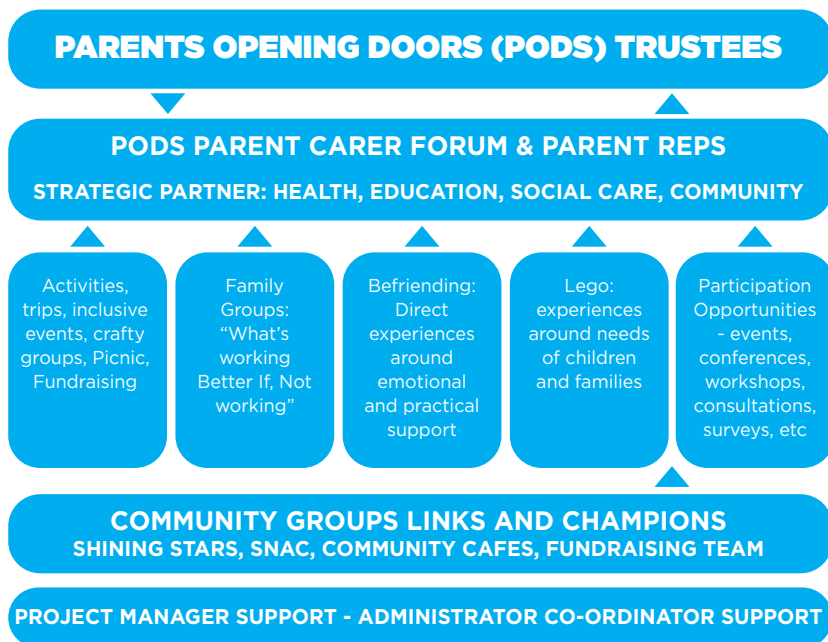 PARENTS OPENING DOORS (PODS) TRUSTEES
PODS PARENT CARER FORUM & PARENT REPS
STRATEGIC PARTNER: HEALTH, EDUCATION, SOCIAL CARE, COMMUNITY
Activities,
trips, inclusive
events, crafty
groups, Picnic,
Fundraising
Family
Groups:
“What’s
working
Better If, Not
working”
Befriending:
Direct
experiences
around
emotional
and practical
support
Lego:
experiences
around needs
of children
and families
Participation
Opportunities
- events,
conferences,
workshops,
consultations,
surveys, etc
COMMUNITY GROUPS LINKS AND CHAMPIONS
SHINING STARS, SNAC, COMMUNITY CAFES, FUNDRAISING TEAM
PROJECT MANAGER SUPPORT - ADMINISTRATOR CO-ORDINATOR SUPPORT